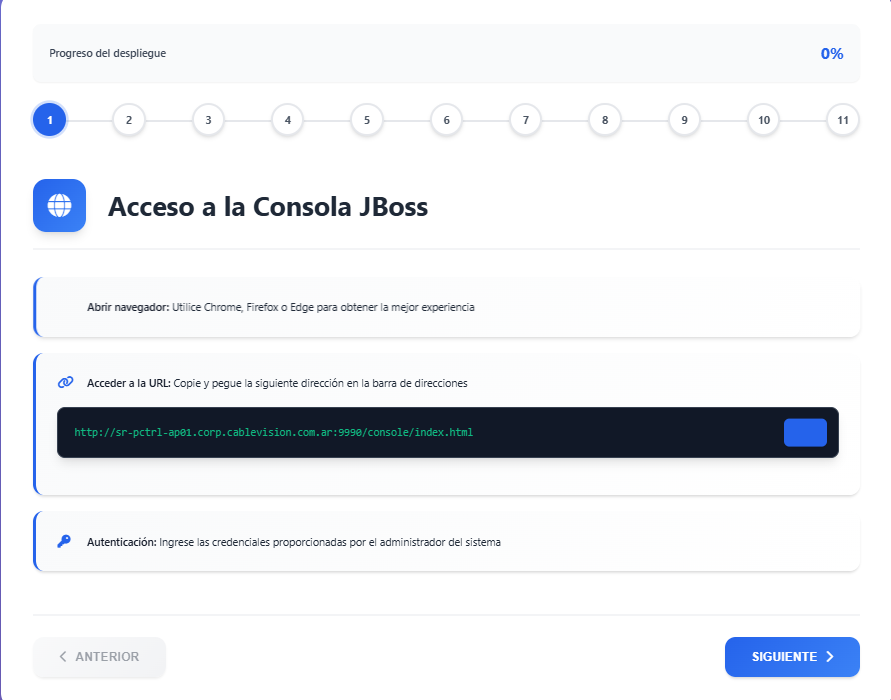 Progreso del despliegue
0%
1 2 3 4 5 6 7 8 9 10 11
Acceso a la Consola JBoss
Abrir navegador: Utilice Chrome, Firefox o Edge para obtener la mejor experiencia
Acceder a la URL: Copie y pegue la siguiente dirección en la barra de direcciones
http://sr-pctrl-ap01.corp.cablevision.com.ar:9990/console/index.html
Autenticación: Ingrese las credenciales proporcionadas por el administrador del sistema
ANTERIOR
SIGUIENTE